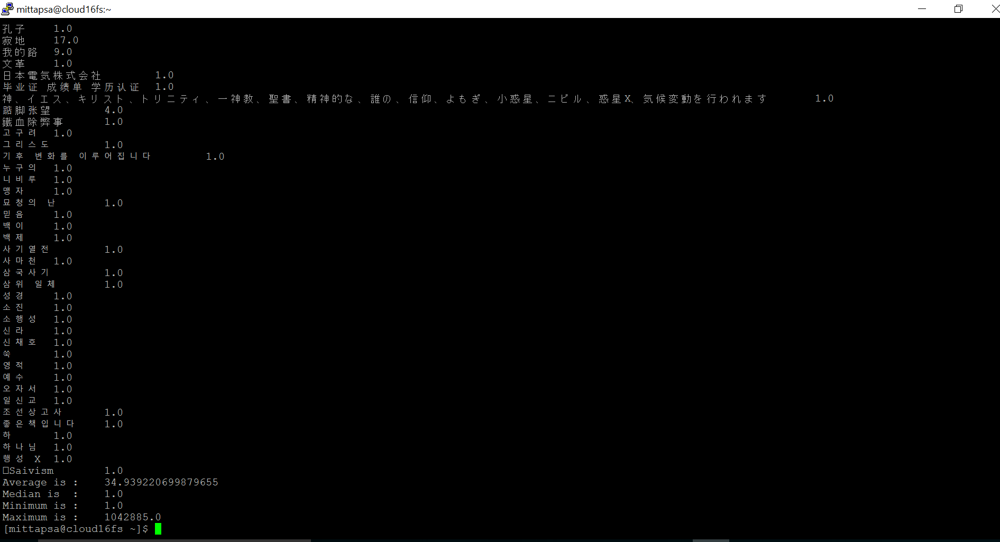 mittapsa@cloud16fs:~
孔子 1.0
寂地 17.0
我的路 9.0
文革 1.0
日本電気株式会社 1.0
毕业证 成绩单 学历认证 1.0
神、イエス、キリスト、トリニティ、一神教、聖書、精神的な、誰の、信仰、よもぎ、小惑星、ニビル、惑星X、気候変動を行われます 1.0
踮脚张望 4.0
鐵血除弊事 1.0
고구려 1.0
그리스도 1.0
기후 변화를 이루어집니다 1.0
누구의 1.0
니비루 1.0
맹자 1.0
묘청의 난 1.0
믿음 1.0
백이 1.0
백제 1.0
사기열전 1.0
사마천 1.0
삼국사기 1.0
삼위 일체 1.0
성경 1.0
소진 1.0
소행성 1.0
신라 1.0
신채호 1.0
쑥 1.0
영적 1.0
예수 1.0
오자서 1.0
일신교 1.0
조선상고사 1.0
좋은책입니다 1.0
하 1.0
하나님 1.0
행성 X 1.0
□Saivism 1.0
Average is : 34.939220699879655
Median is : 1.0
Minimum is : 1.0
Maximum is : 1042885.0
[mittapsa@cloud16fs ~]$